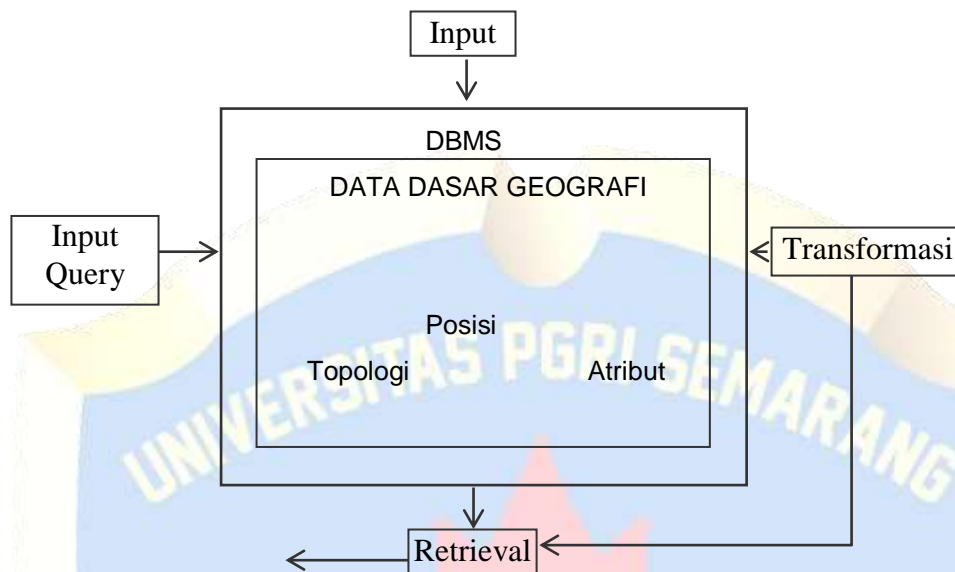 Input
DBMS
DATA DASAR GEOGRAFI
Input
Query
Transformasi
Posisi
Topologi
Atribut
UNIVERSITAS PGRI SEMARANG
Retrieval